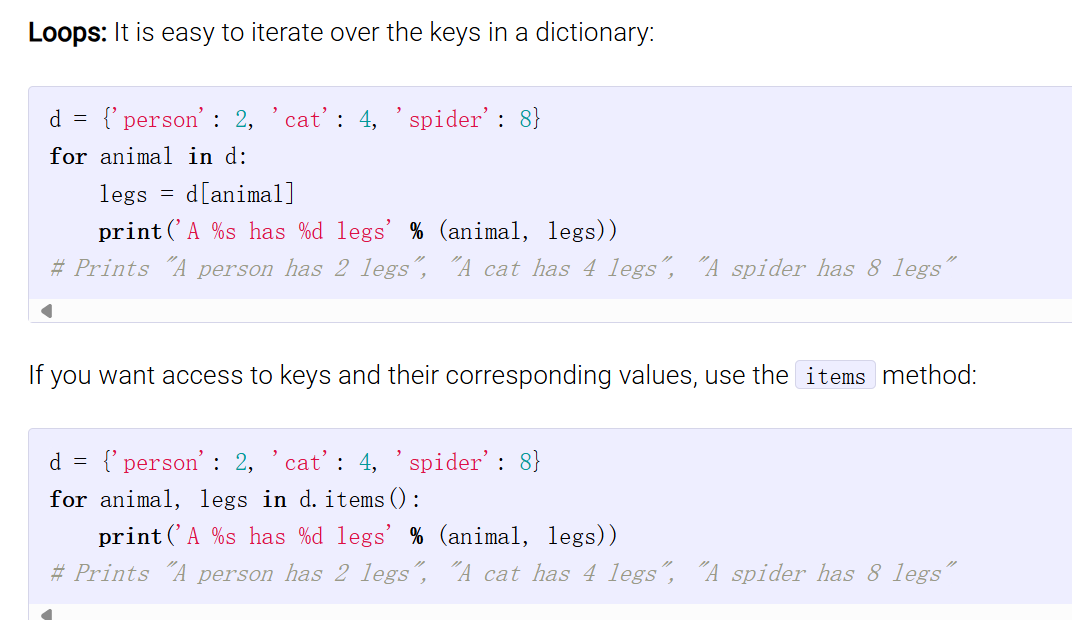 Loops: It is easy to iterate over the keys in a dictionary:
d = {'person': 2, 'cat': 4, 'spider': 8}
for animal in d:
    legs = d[animal]
    print('A %s has %d legs' % (animal, legs))
# Prints "A person has 2 legs", "A cat has 4 legs", "A spider has 8 legs"
If you want access to keys and their corresponding values, use the items method:
d = {'person': 2, 'cat': 4, 'spider': 8}
for animal, legs in d.items():
    print('A %s has %d legs' % (animal, legs))
# Prints "A person has 2 legs", "A cat has 4 legs", "A spider has 8 legs"